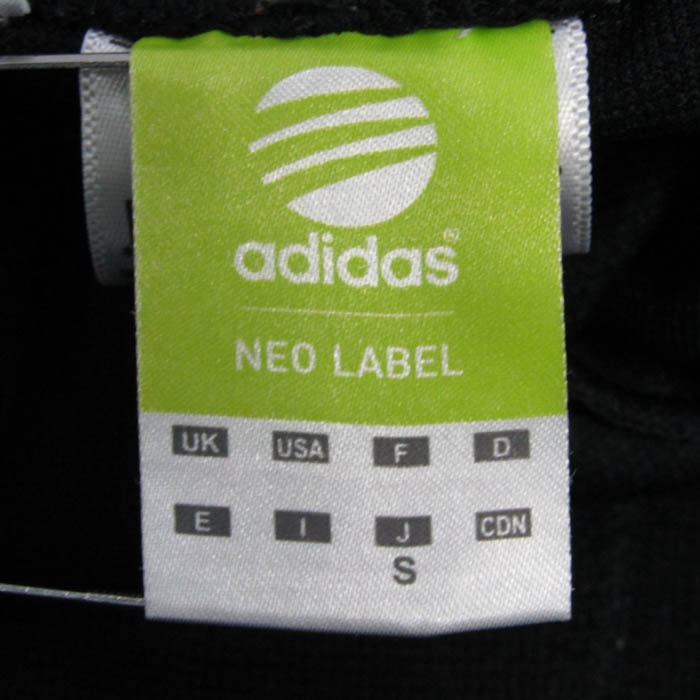 adidas®
NEO LABEL
UK USA F D
E I J CDN
S